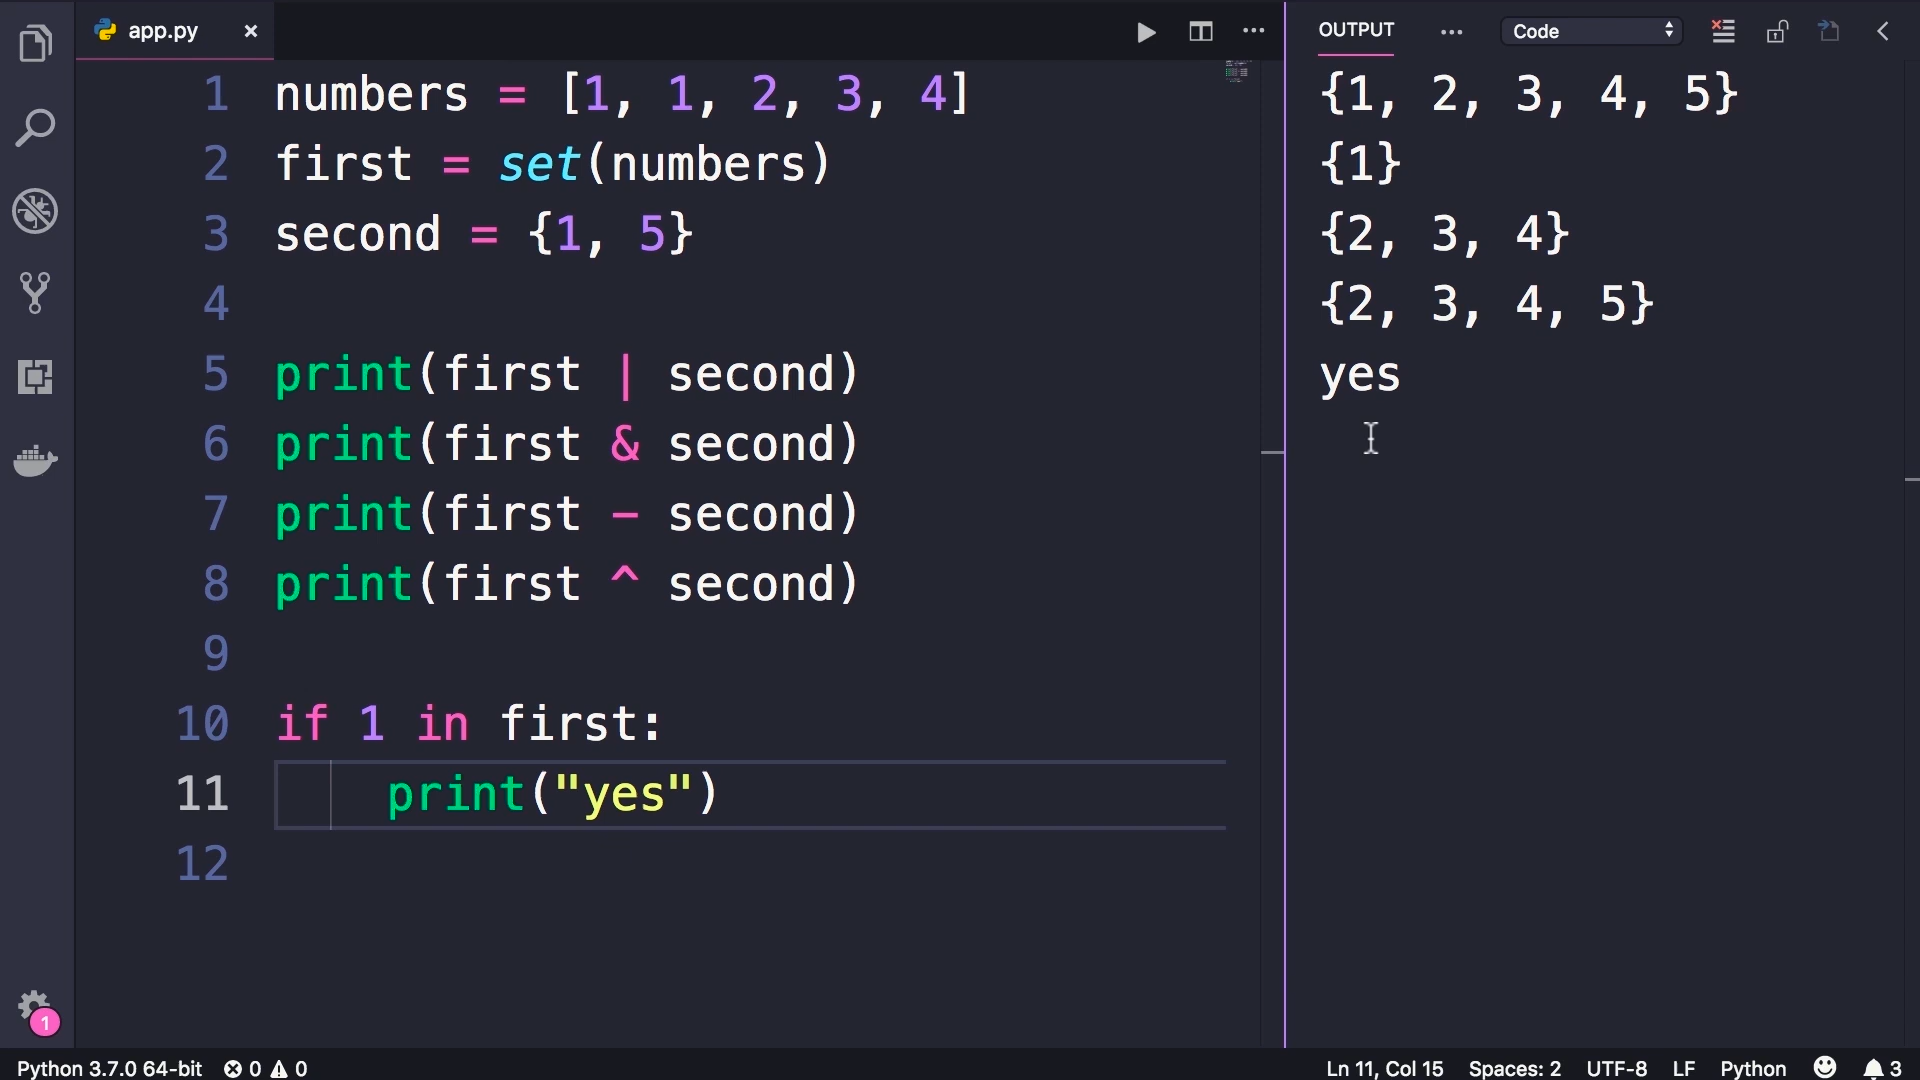 app.py
OUTPUT
Code
1 numbers = [1, 1, 2, 3, 4]
2 first = set(numbers)
3 second = {1, 5}
4
5 print(first | second)
6 print(first & second)
7 print(first - second)
8 print(first ^ second)
9
10 if 1 in first:
11 print("yes")
12
{1, 2, 3, 4, 5}
{1}
{2, 3, 4}
{2, 3, 4, 5}
yes
1
Python 3.7.0 64-bit 0 0
Ln 11, Col 15 Spaces: 2 UTF-8 LF Python 3